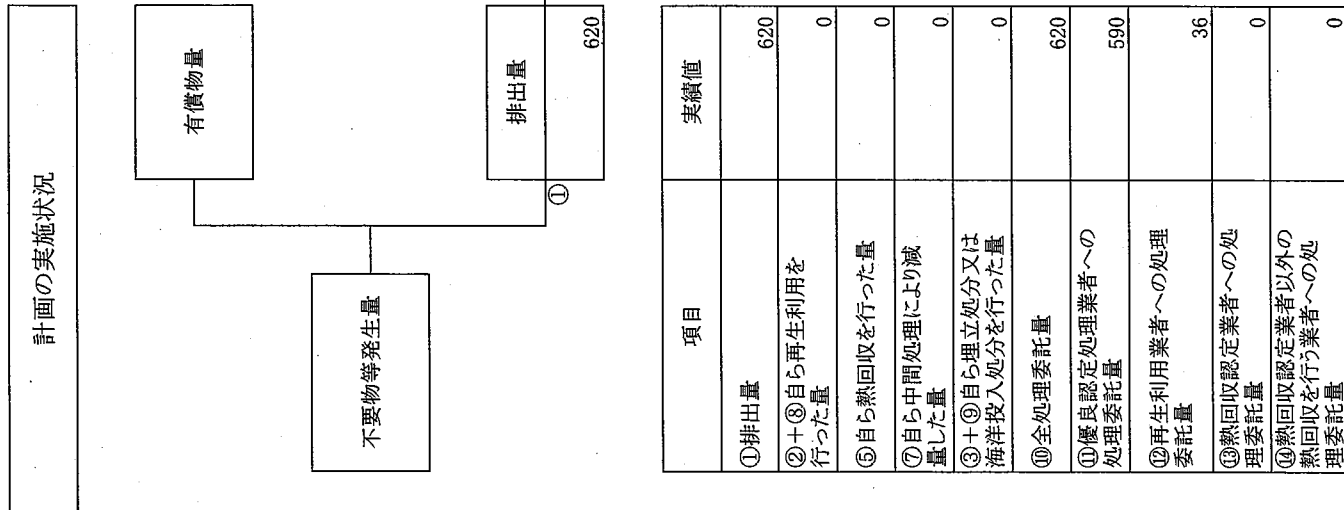 計画の実施状況
有償物量
不要物等発生量
①
排出量
620
項目
実績値
①排出量
620
②＋⑧自ら再生利用を
行った量
0
⑤自ら熱回収を行った量
0
⑦自ら中間処理により減
量した量
0
③＋⑨自ら埋立処分又は
海洋投入処分を行った量
0
⑩全処理委託量
620
⑪優良認定処理業者への
処理委託量
590
⑫再生利用業者への処理
委託量
36
⑬熱回収認定業者への処
理委託量
0
⑭熱回収認定業者以外の
熱回収を行う業者への処
理委託量
0